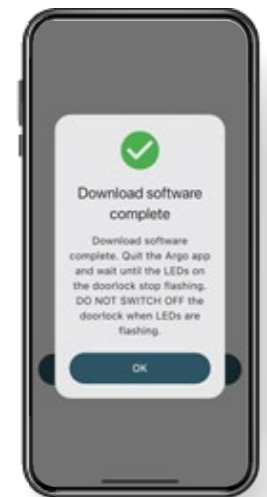 Download software
complete
Download software
complete. Quit the Argo app
and wait until the LEDs on
the doorlock stop flashing.
DO NOT SWITCH OFF the
doorlock when LEDs are
flashing.
OK